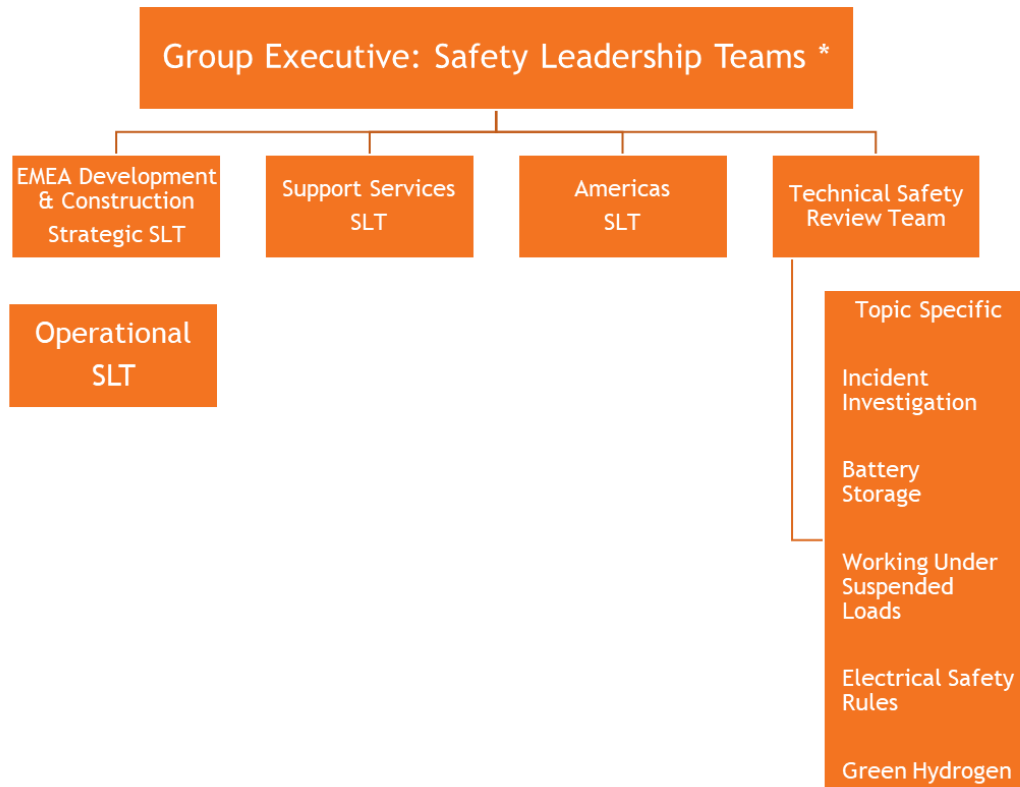 Group Executive: Safety Leadership Teams *
EMEA Development
& Construction
Strategic SLT
Support Services
SLT
Americas
SLT
Technical Safety
Review Team
Operational
SLT
Topic Specific
Incident
Investigation
Battery
Storage
Working Under
Suspended
Loads
Electrical Safety
Rules
Green Hydrogen